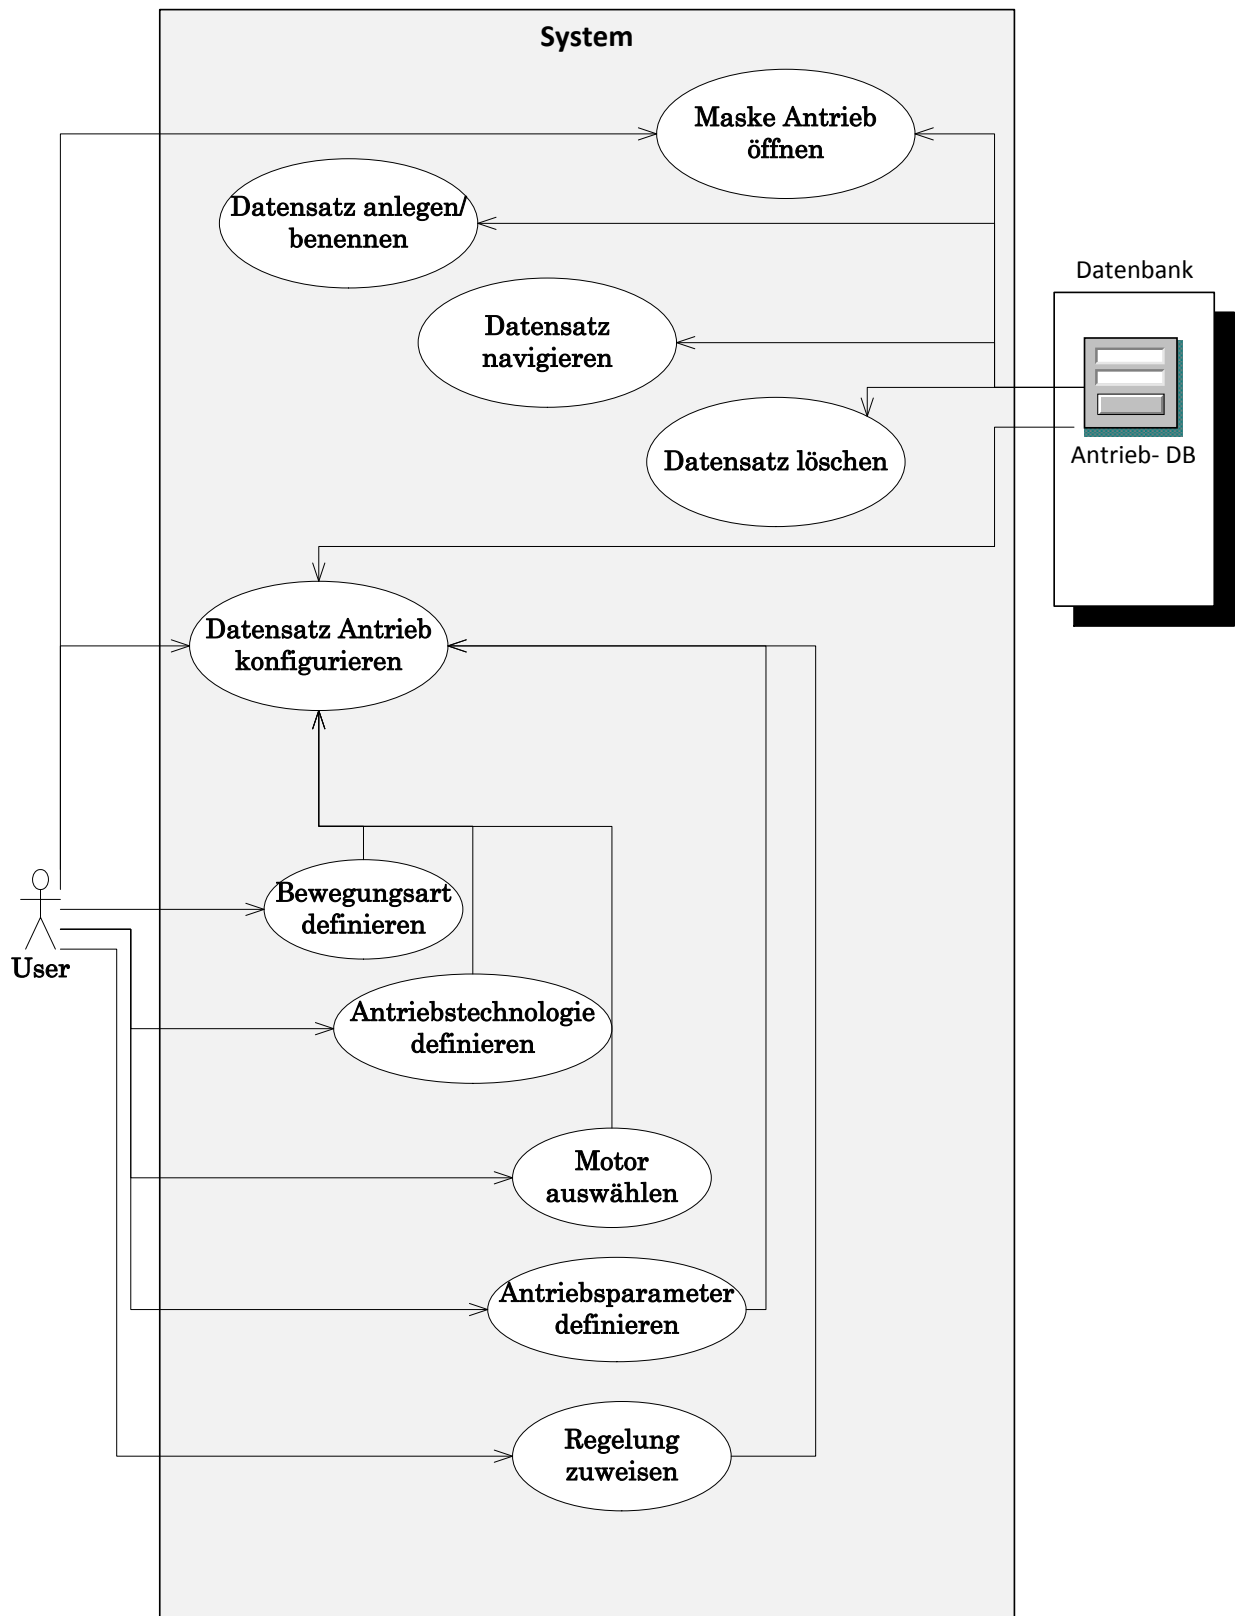 System
Maske Antrieb
öffnen
Datensatz anlegen/
benennen
Datenbank
Datensatz
navigieren
Antrieb- DB
Datensatz löschen
Datensatz Antrieb
konfigurieren
Bewegungsart
definieren
User
Antriebstechnologie
definieren
Motor
auswählen
Antriebsparameter
definieren
Regelung
zuweisen